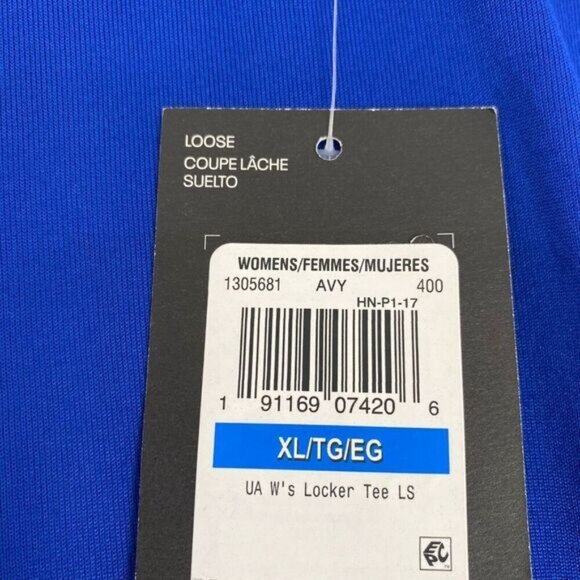 LOOSE
COUPE LÂCHE
SUELTO
WOMENS/FEMMES/MUJERES
1305681 AVY 400
HN-P1-17
1 91169 07420 6
XL/TG/EG
UA W's Locker Tee LS
EPC